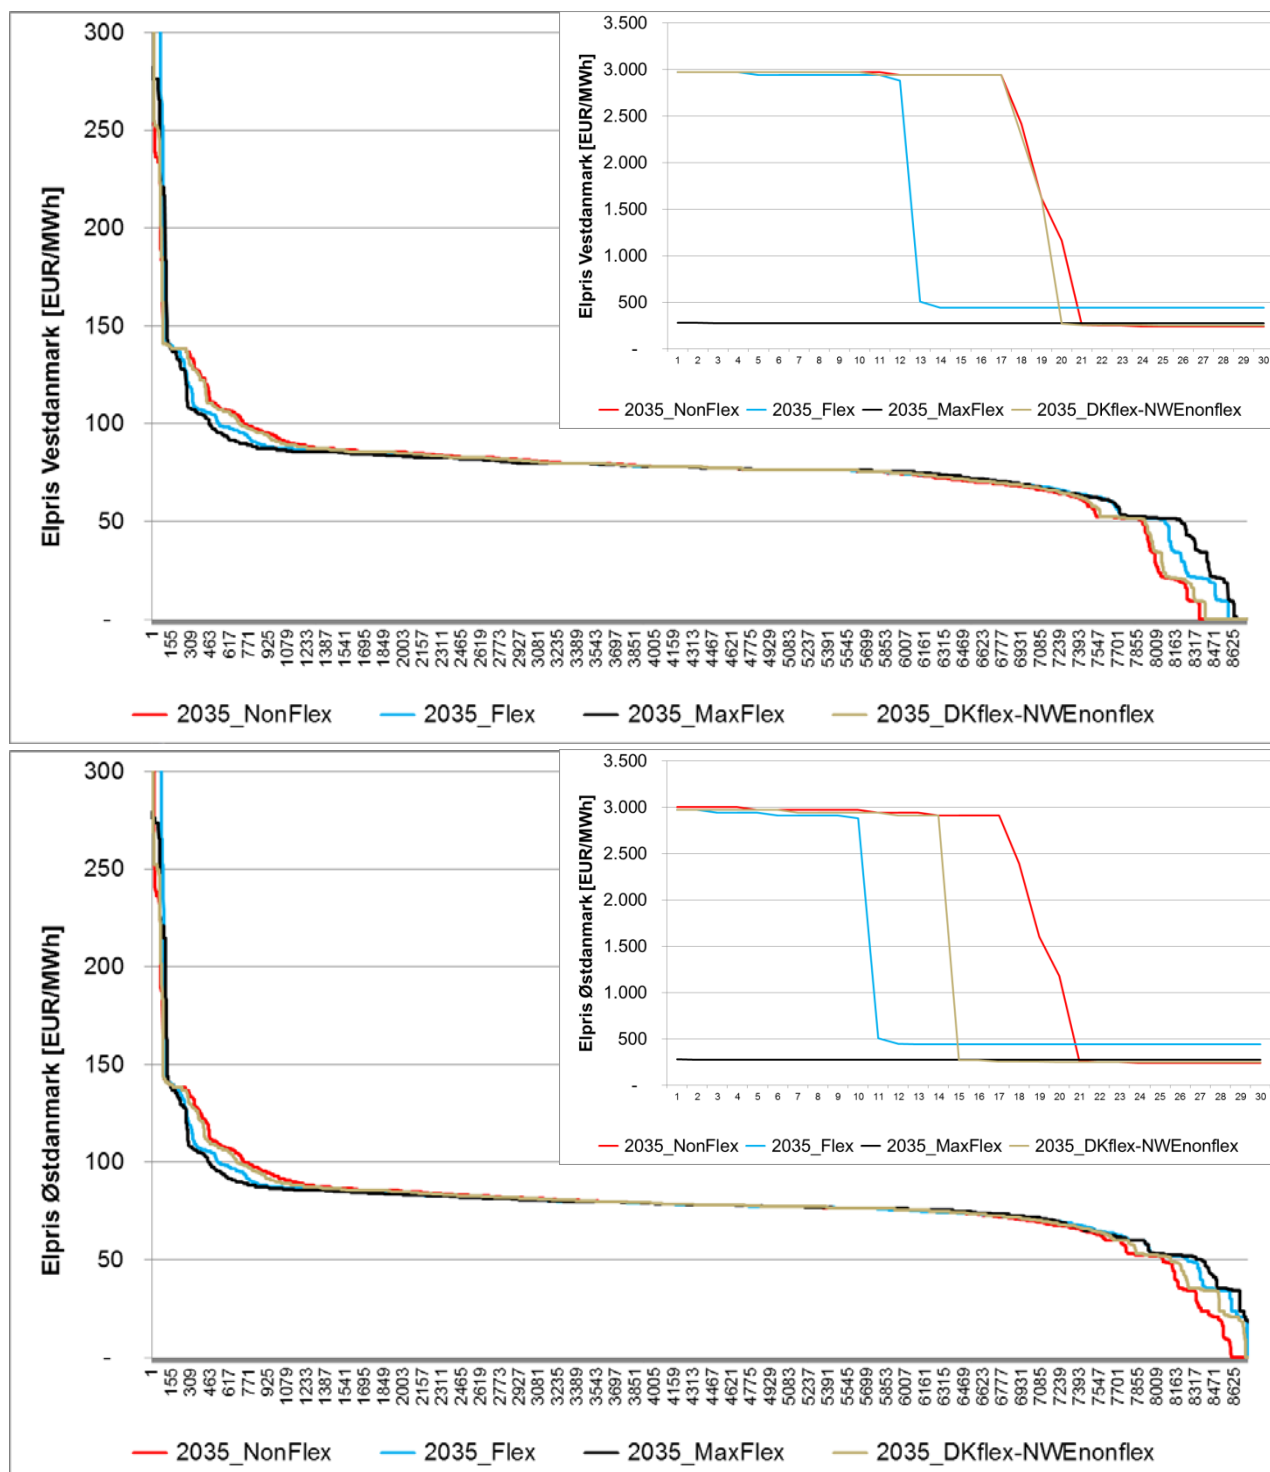 300
250
200
150
100
50
-
Elpris Vestdanmark [EUR/MWh]
1 155 309 463 617 771 925 1079 1233 1387 1541 1695 1849 2003 2157 2311 2465 2619 2773 2927 3081 3235 3389 3543 3697 3851 4005 4159 4313 4467 4621 4775 4929 5083 5237 5391 5545 5699 5853 6007 6161 6315 6469 6623 6777 6931 7085 7239 7393 7547 7701 7855 8009 8163 8317 8471 8625
2035_NonFlex 2035_Flex 2035_MaxFlex 2035_DKflex-NWEnonflex
3.500
3.000
2.500
2.000
1.500
1.000
500
-
Elpris Vestdanmark [EUR/MWh]
1 2 3 4 5 6 7 8 9 10 11 12 13 14 15 16 17 18 19 20 21 22 23 24 25 26 27 28 29 30
2035_NonFlex 2035_Flex 2035_MaxFlex 2035_DKflex-NWEnonflex
300
250
200
150
100
50
-
Elpris Østdanmark [EUR/MWh]
1 155 309 463 617 771 925 1079 1233 1387 1541 1695 1849 2003 2157 2311 2465 2619 2773 2927 3081 3235 3389 3543 3697 3851 4005 4159 4313 4467 4621 4775 4929 5083 5237 5391 5545 5699 5853 6007 6161 6315 6469 6623 6777 6931 7085 7239 7393 7547 7701 7855 8009 8163 8317 8471 8625
2035_NonFlex 2035_Flex 2035_MaxFlex 2035_DKflex-NWEnonflex
3.500
3.000
2.500
2.000
1.500
1.000
500
-
Elpris Østdanmark [EUR/MWh]
1 2 3 4 5 6 7 8 9 10 11 12 13 14 15 16 17 18 19 20 21 22 23 24 25 26 27 28 29 30
2035_NonFlex 2035_Flex 2035_MaxFlex 2035_DKflex-NWEnonflex